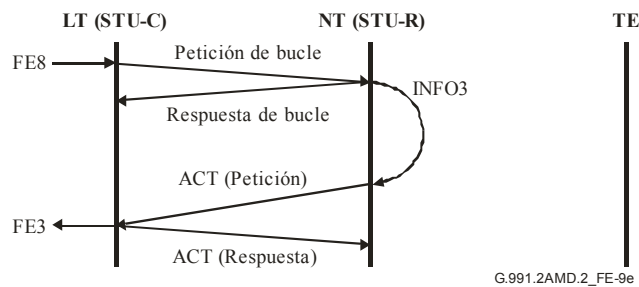 LT (STU-C) NT (STU-R) TE
FE8 Petición de bucle
INFO3
Respuesta de bucle
ACT (Petición)
FE3
ACT (Respuesta)
G.991.2AMD.2_FE-9e